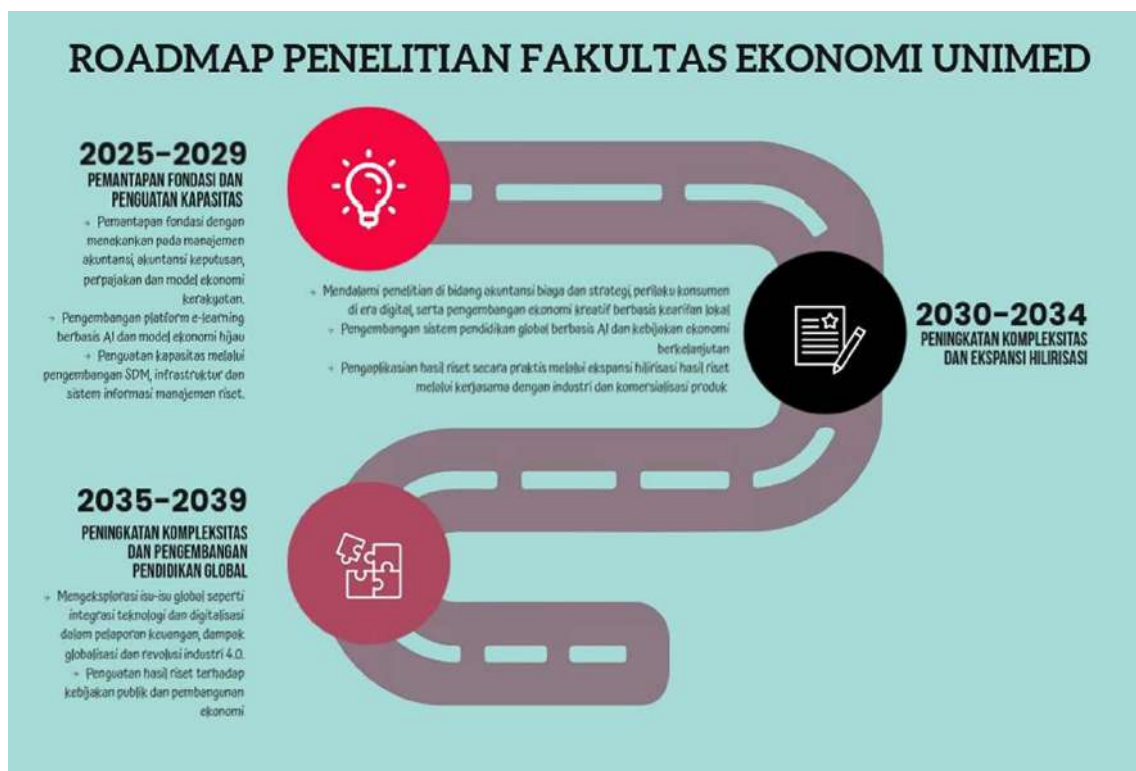 ROADMAP PENELITIAN FAKULTAS EKONOMI UNIMED
2025-2029
PEMANTAPAN FONDASI DAN
PENGUATAN KAPASITAS
→ Pemantapan fondasi dengan
menekankan pada manajemen
akuntansi, akuntansi keputusan,
perpajakan dan model ekonomi
kerakyatan.
→ Pengembangan platform e-learning
berbasis AI dan model ekonomi hijau
→ Penguatan kapasitas melalui
pengembangan SDM, infrastruktur dan
sistem informasi manajemen riset.
→ Mendalami penelitian di bidang akuntansi biaya dan strategi, perilaku konsumen
di era digital, serta pengembangan ekonomi kreatif berbasis kearifan lokal
→ Pengembangan sistem pendidikan global berbasis AI dan kebijakan ekonomi
berkelanjutan
→ Pengaplikasian hasil riset secara praktis melalui ekspansi hilirisasi hasil riset
melalui kerjasama dengan industri dan komersialisasi produk
2030-2034
PENINGKATAN KOMPLEKSITAS
DAN EKSPANSI HILIRISASI
2035-2039
PENINGKATAN KOMPLEKSITAS
DAN PENGEMBANGAN
PENDIDIKAN GLOBAL
→ Mengeksplorasi isu-isu global seperti
integrasi teknologi dan digitalisasi
dalam pelaporan keuangan, dampak
globalisasi dan revolusi industri 4.0.
→ Penguatan hasil riset terhadap
kebijakan publik dan pembangunan
ekonomi